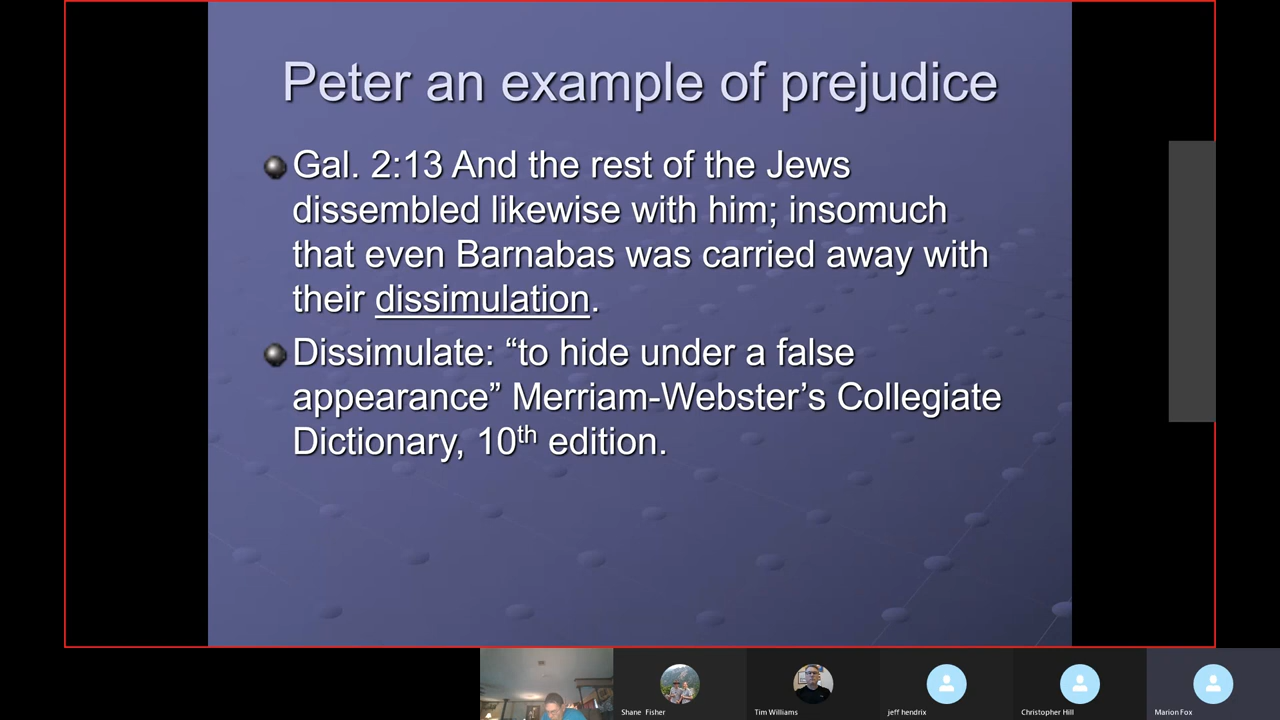 Peter an example of prejudice
Gal. 2:13 And the rest of the Jews
dissembled likewise with him; insomuch
that even Barnabas was carried away with
their dissimulation.
Dissimulate: “to hide under a false
appearance” Merriam-Webster’s Collegiate
Dictionary, 10th edition.
Shane Fisher
Tim Williams
jeff hendrix
Christopher Hill
Marion Fox